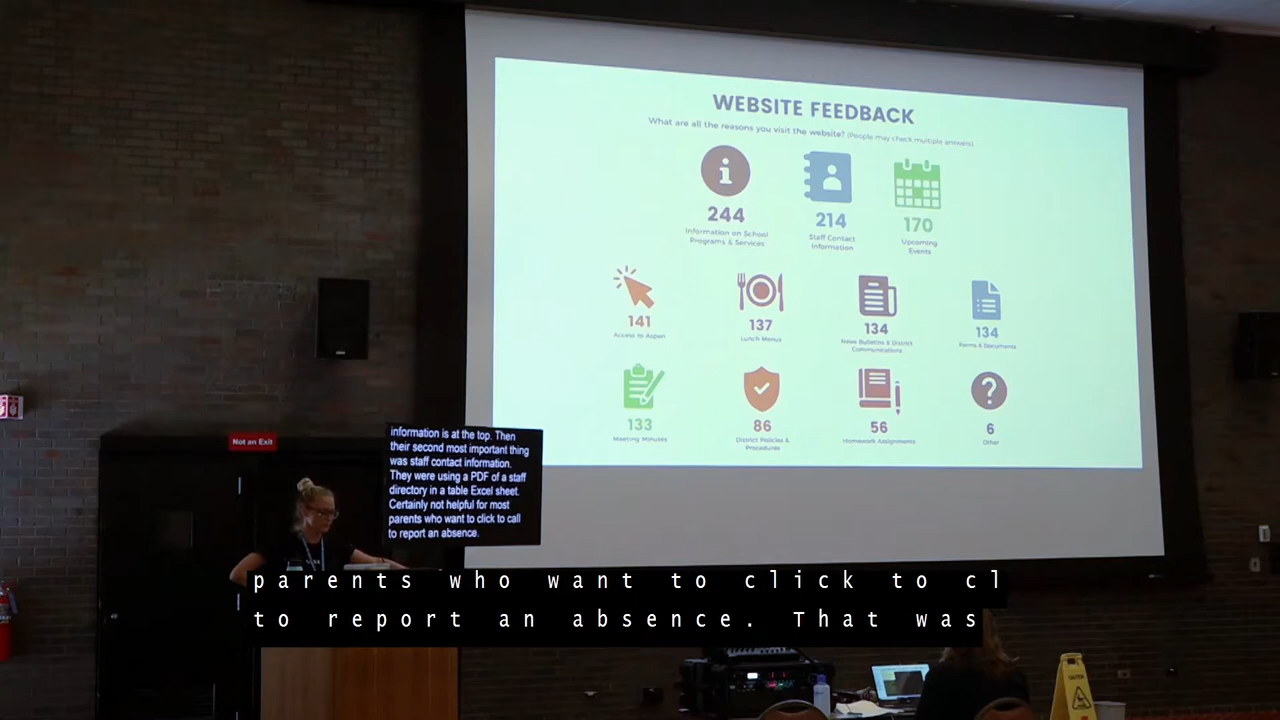 WEBSITE FEEDBACK
What are all the reasons you visit the website? (People may check multiple answers)
244
Information on School
Programs & Services
214
Staff Contact
Information
170
Upcoming
Events
141
Access to Aspen
137
Lunch Menus
134
News Bulletins & District
Communications
134
Forms & Documents
133
Meeting Minutes
86
District Policies &
Procedures
56
Homework Assignments
6
Other
Not an Exit
information is at the top. Then
their second most important thing
was staff contact information.
They were using a PDF of a staff
directory in a table Excel sheet.
Certainly not helpful for most
parents who want to click to call
to report an absence.
parents who want to click to cl
to report an absence. That was
CAUTION